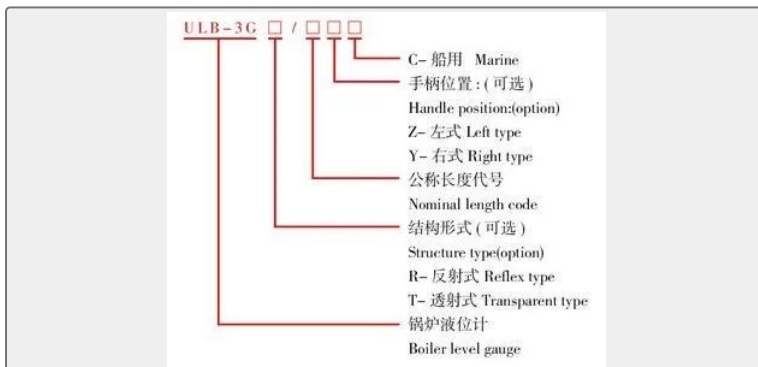 ULB-3G □ / □ □ □
C- 船用 Marine
手柄位置：( 可选 )
Handle position:(option)
Z- 左式 Left type
Y- 右式 Right type
公称长度代号
Nominal length code
结构形式 ( 可选 )
Structure type(option)
R- 反射式 Reflex type
T- 透射式 Transparent type
锅炉液位计
Boiler level gauge